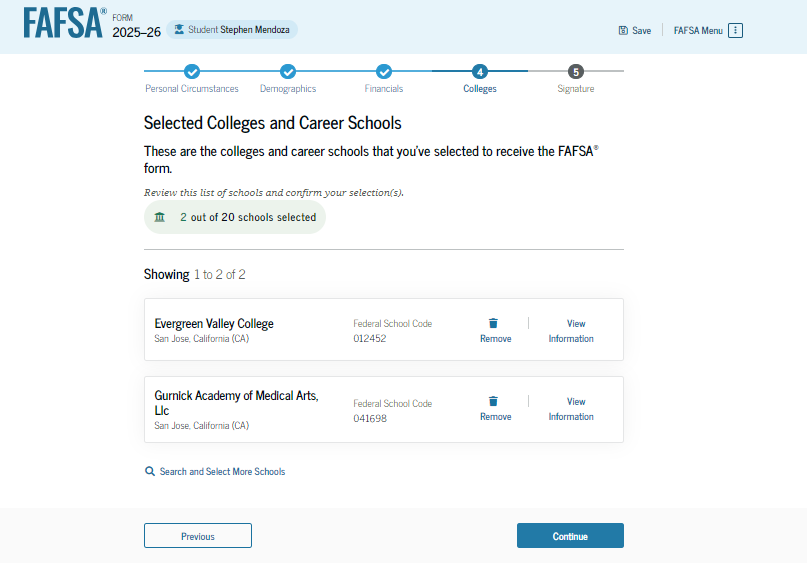 FAFSA®
FORM
2025–26
Student Stephen Mendoza
Save
FAFSA Menu
Personal Circumstances
Demographics
Financials
4
Colleges
5
Signature
Selected Colleges and Career Schools
These are the colleges and career schools that you've selected to receive the FAFSA®
form.
Review this list of schools and confirm your selection(s).
2 out of 20 schools selected
Showing 1 to 2 of 2
Evergreen Valley College
San Jose, California (CA)
Federal School Code
012452
Remove
View
Information
Gurnick Academy of Medical Arts,
Llc
San Jose, California (CA)
Federal School Code
041698
Remove
View
Information
Search and Select More Schools
Previous
Continue